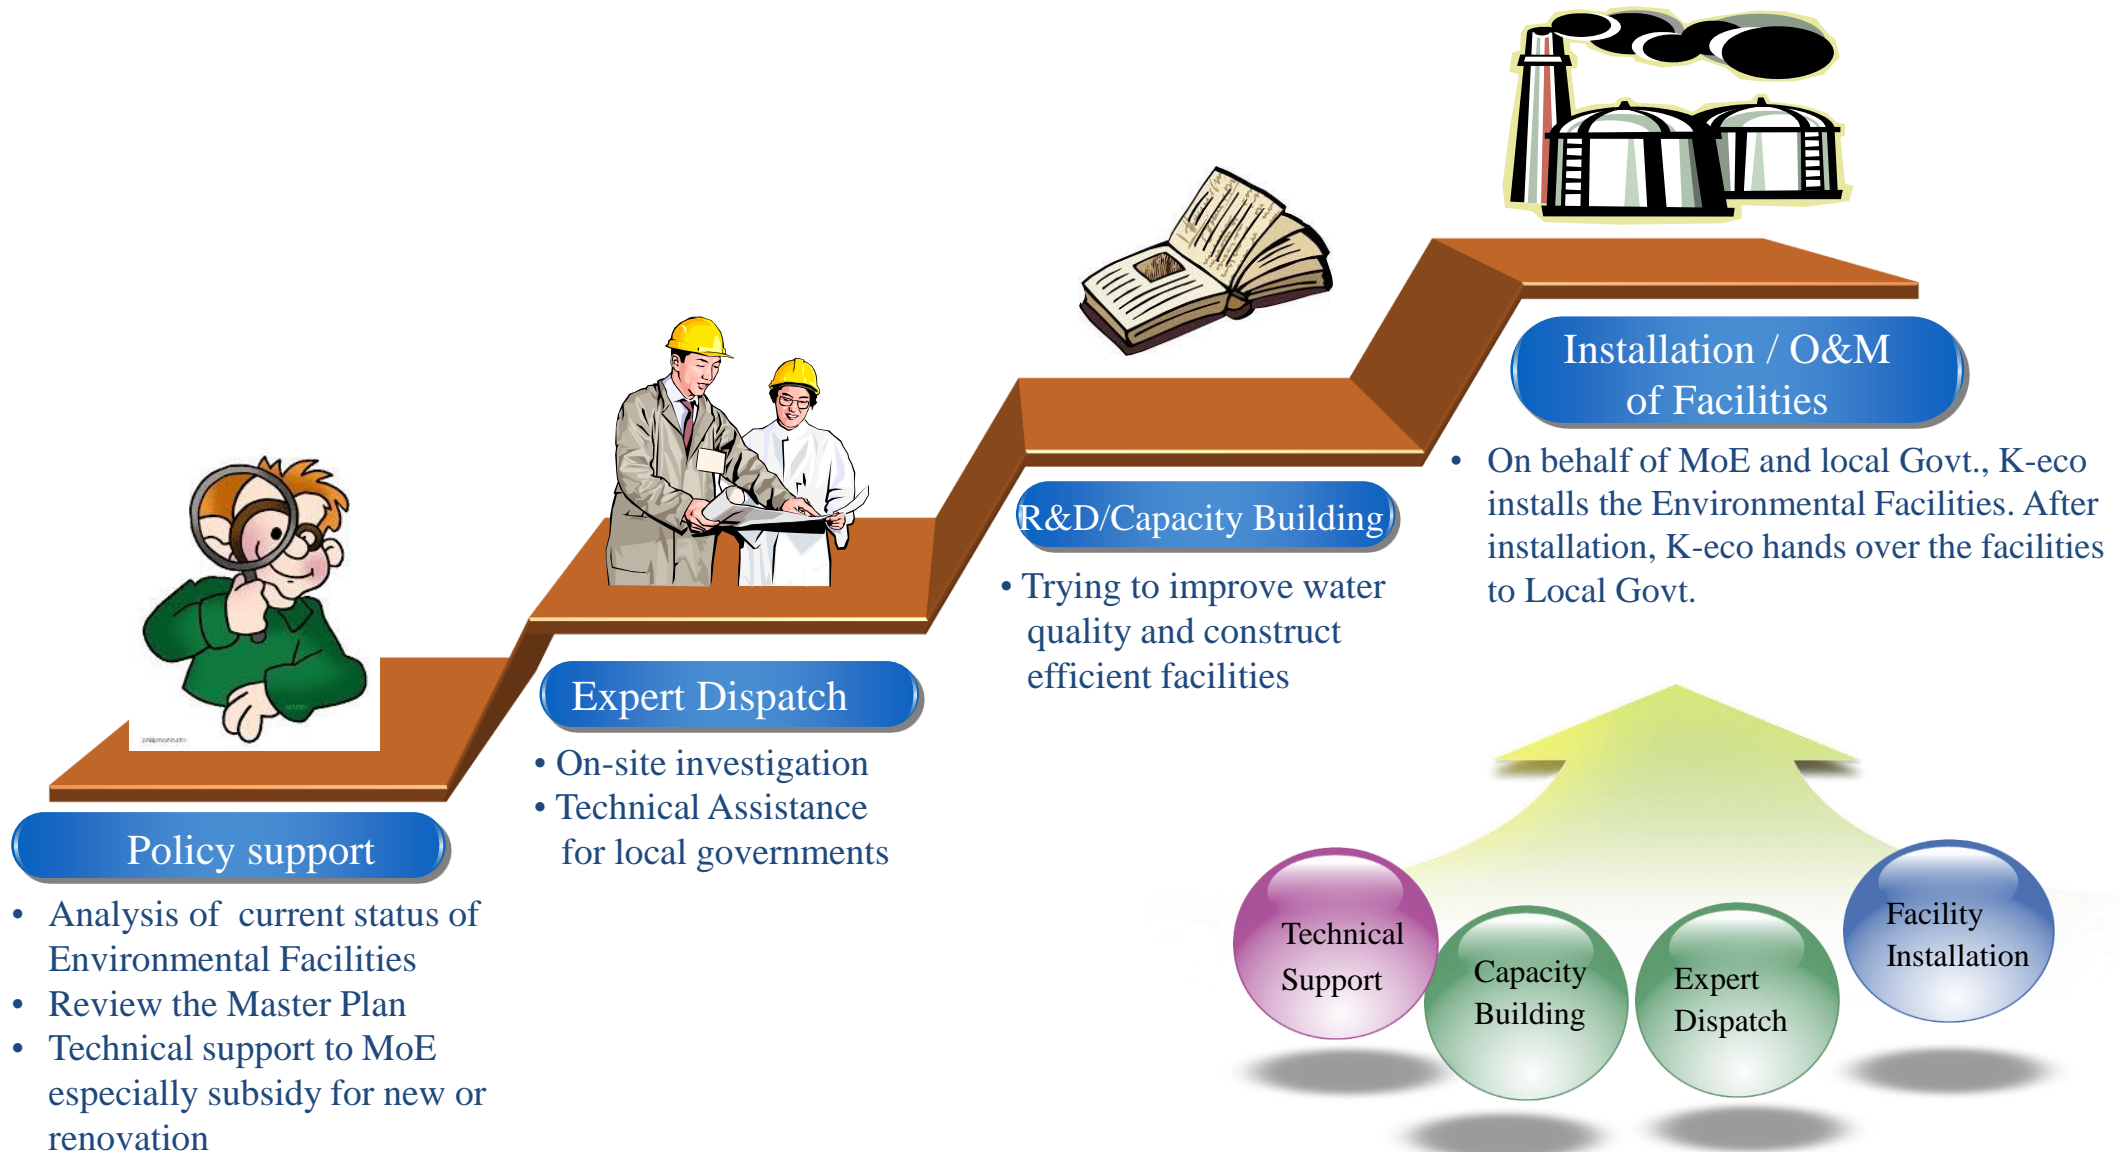 Policy support
• Analysis of  current status of
Environmental Facilities
• Review the Master Plan
• Technical support to MoE
especially subsidy for new or
renovation
Expert Dispatch
• On-site investigation
• Technical Assistance
for local governments
R&D/Capacity Building
• Trying to improve water
quality and construct
efficient facilities
Installation / O&M
of Facilities
• On behalf of MoE and local Govt., K-eco
installs the Environmental Facilities. After
installation, K-eco hands over the facilities
to Local Govt.
Technical
Support
Capacity
Building
Expert
Dispatch
Facility
Installation